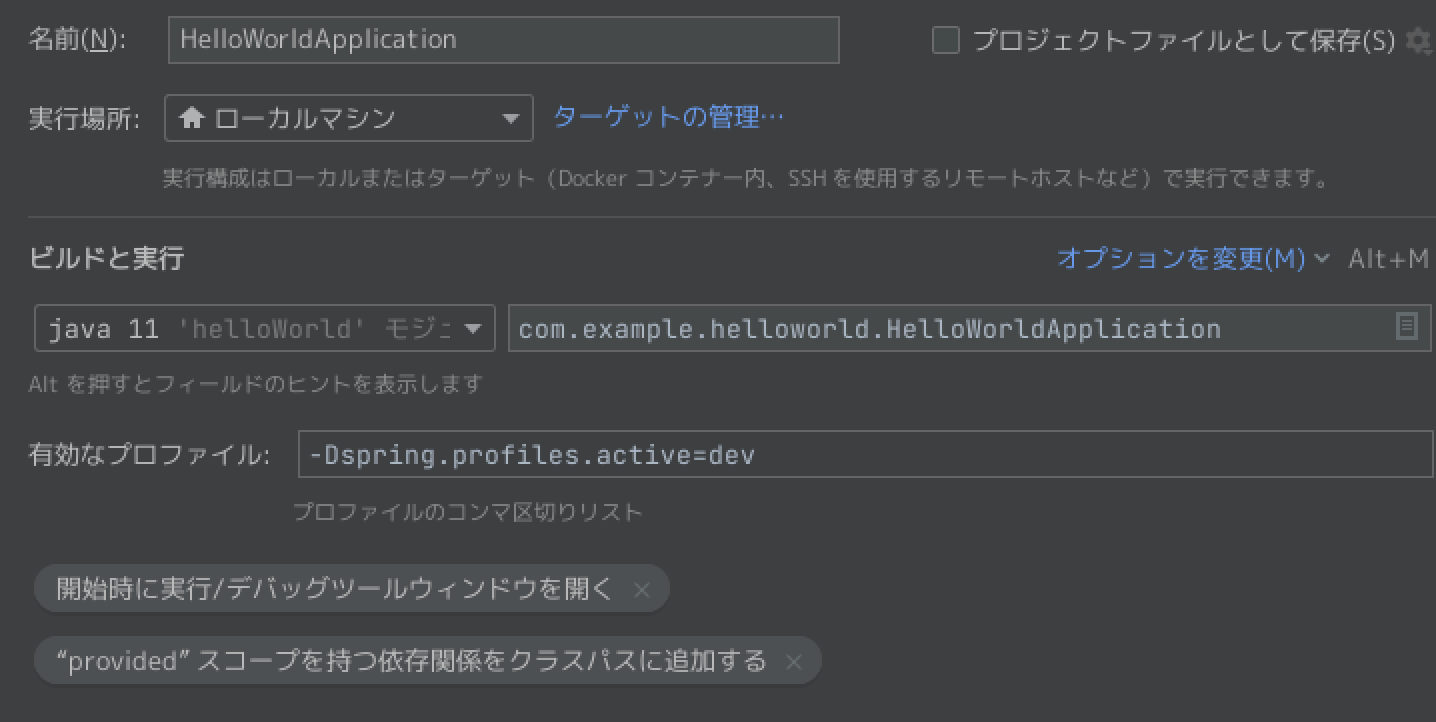 名前(N): HelloWorldApplication プロジェクトファイルとして保存(S)
実行場所: ローカルマシン ターゲットの管理…
実行構成はローカルまたはターゲット（Docker コンテナー内、SSH を使用するリモートホストなど）で実行できます。
ビルドと実行 オプションを変更(M) Alt+M
java 11 'helloWorld' モジ com.example.helloworld.HelloWorldApplication
Alt を押すとフィールドのヒントを表示します
有効なプロファイル: -Dspring.profiles.active=dev
プロファイルのコンマ区切りリスト
開始時に実行/デバッグツールウィンドウを開く ×
“provided” スコープを持つ依存関係をクラスパスに追加する ×